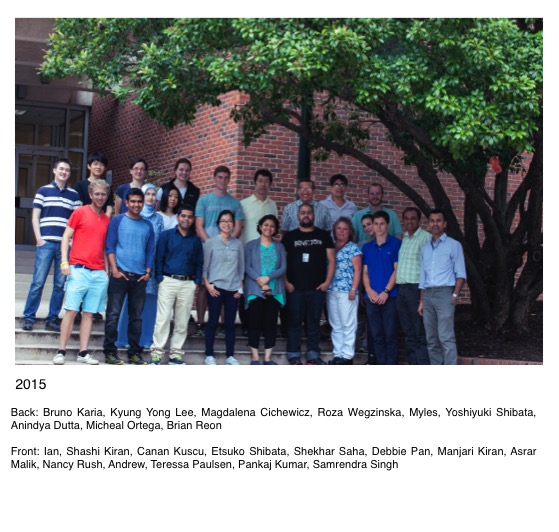 2015
Back: Bruno Karia, Kyung Yong Lee, Magdalena Cichewicz, Roza Wegzinska, Myles, Yoshiyuki Shibata,
Anindya Dutta, Micheal Ortega, Brian Reon
Front: Ian, Shashi Kiran, Canan Kuscu, Etsuko Shibata, Shekhar Saha, Debbie Pan, Manjari Kiran, Asrar
Malik, Nancy Rush, Andrew, Teressa Paulsen, Pankaj Kumar, Samrendra Singh